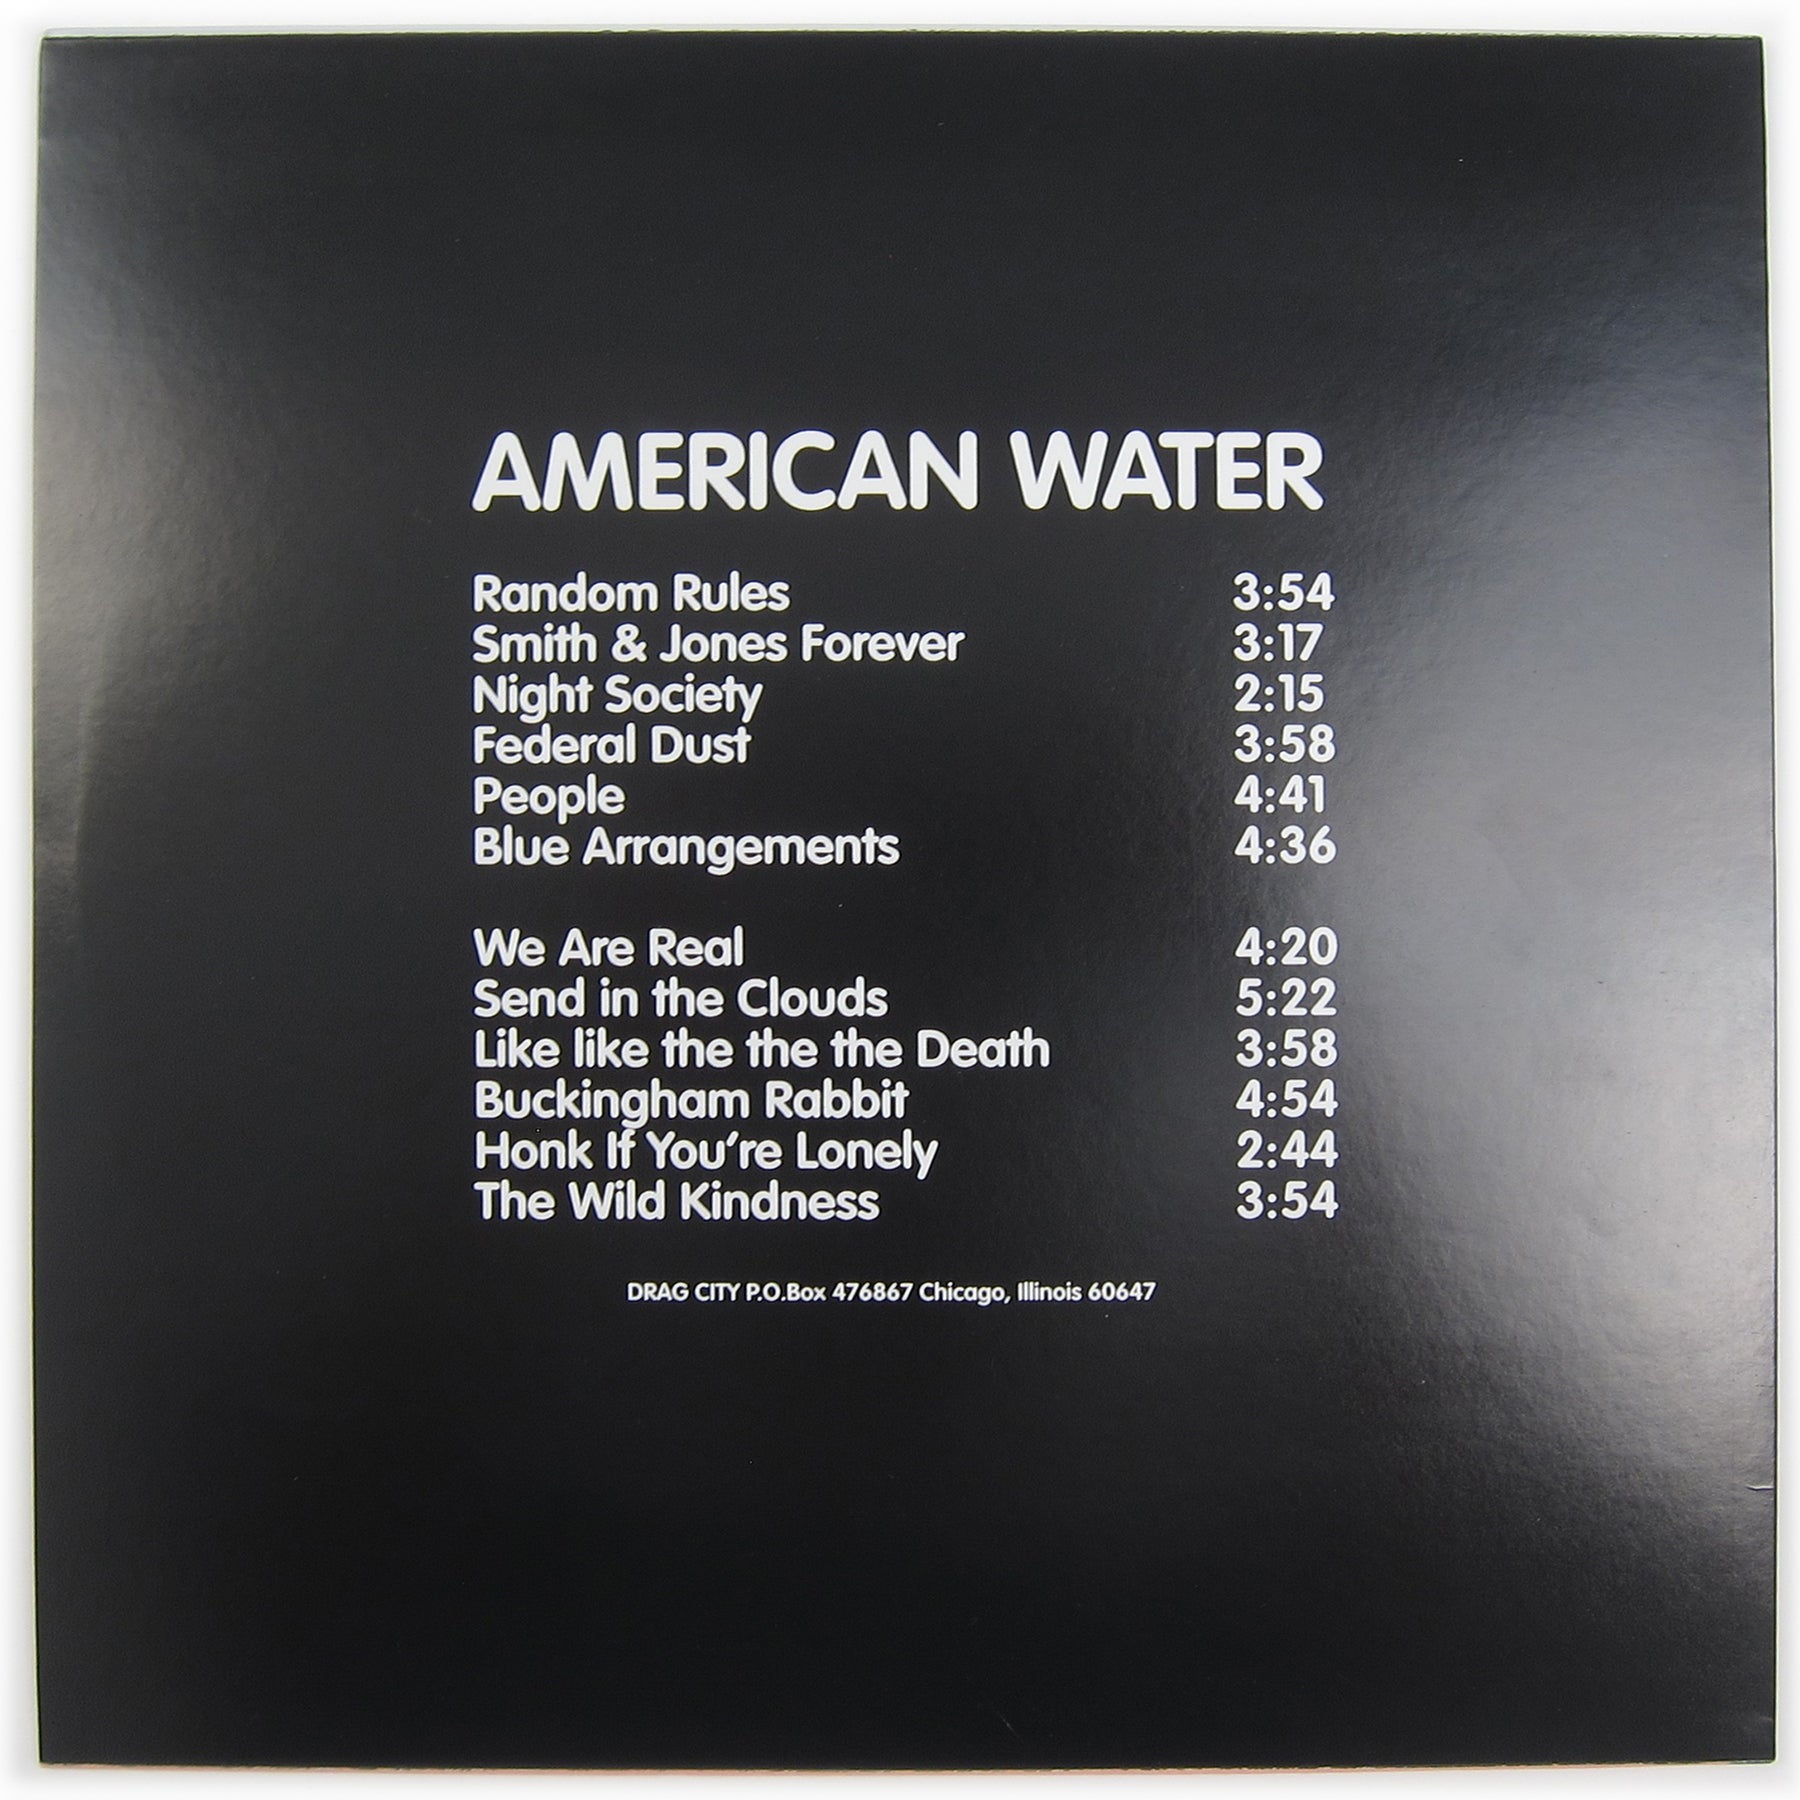 AMERICAN WATER
Random Rules 3:54
Smith & Jones Forever 3:17
Night Society 2:15
Federal Dust 3:58
People 4:41
Blue Arrangements 4:36
We Are Real 4:20
Send in the Clouds 5:22
Like like the the the Death 3:58
Buckingham Rabbit 4:54
Honk If You're Lonely 2:44
The Wild Kindness 3:54
DRAG CITY P.O.Box 476867 Chicago, Illinois 60647